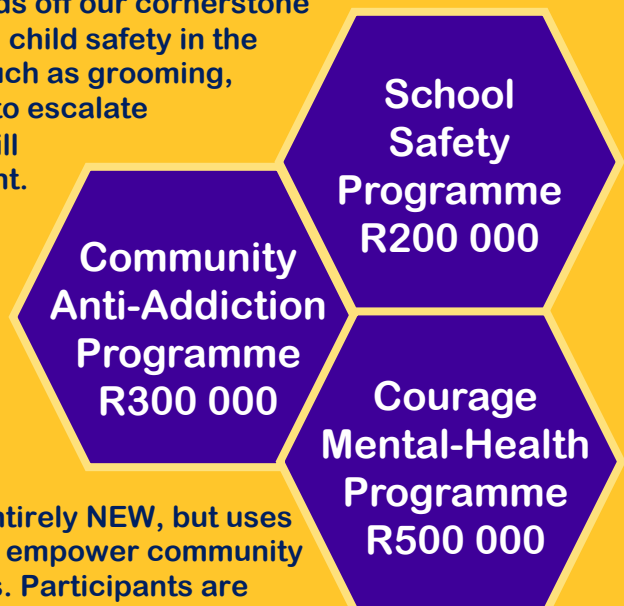 ds off our cornerstone
child safety in the
uch as grooming,
to escalate
ill
nt.
School
Safety
Programme
R200 000
Community
Anti-Addiction
Programme
R300 000
Courage
Mental-Health
Programme
R500 000
ntirely NEW, but uses
empower community
s. Participants are